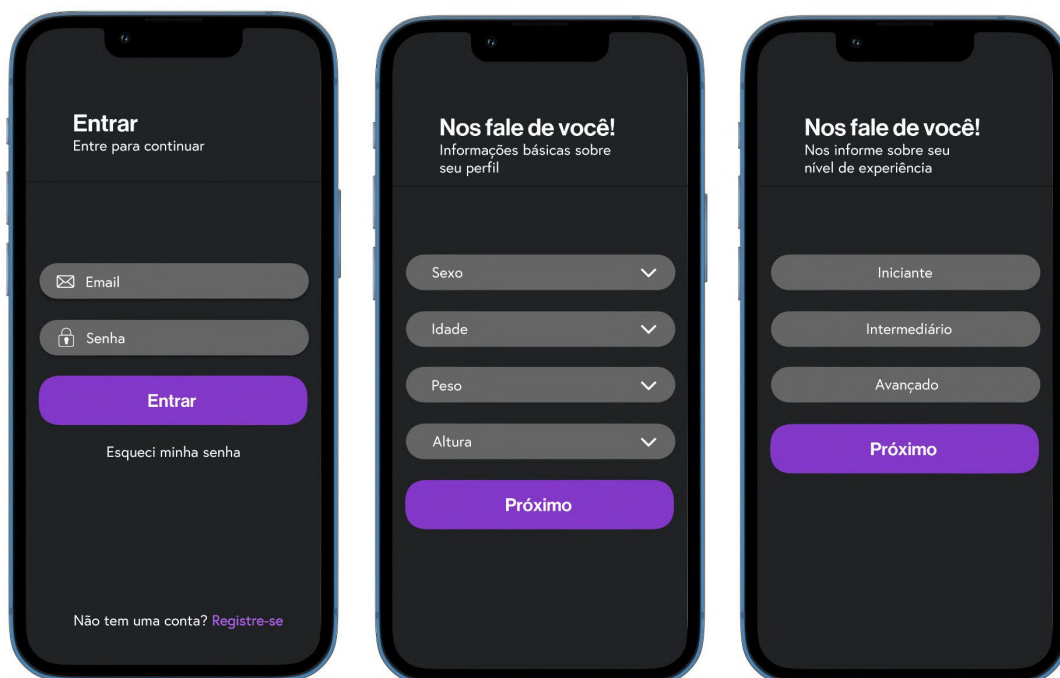 Entrar
Entre para continuar
Email
Senha
Entrar
Esqueci minha senha
Não tem uma conta? Registre-se
Nos fale de você!
Informações básicas sobre
seu perfil
Sexo
Idade
Peso
Altura
Próximo
Nos fale de você!
Nos informe sobre seu
nível de experiência
Iniciante
Intermediário
Avançado
Próximo